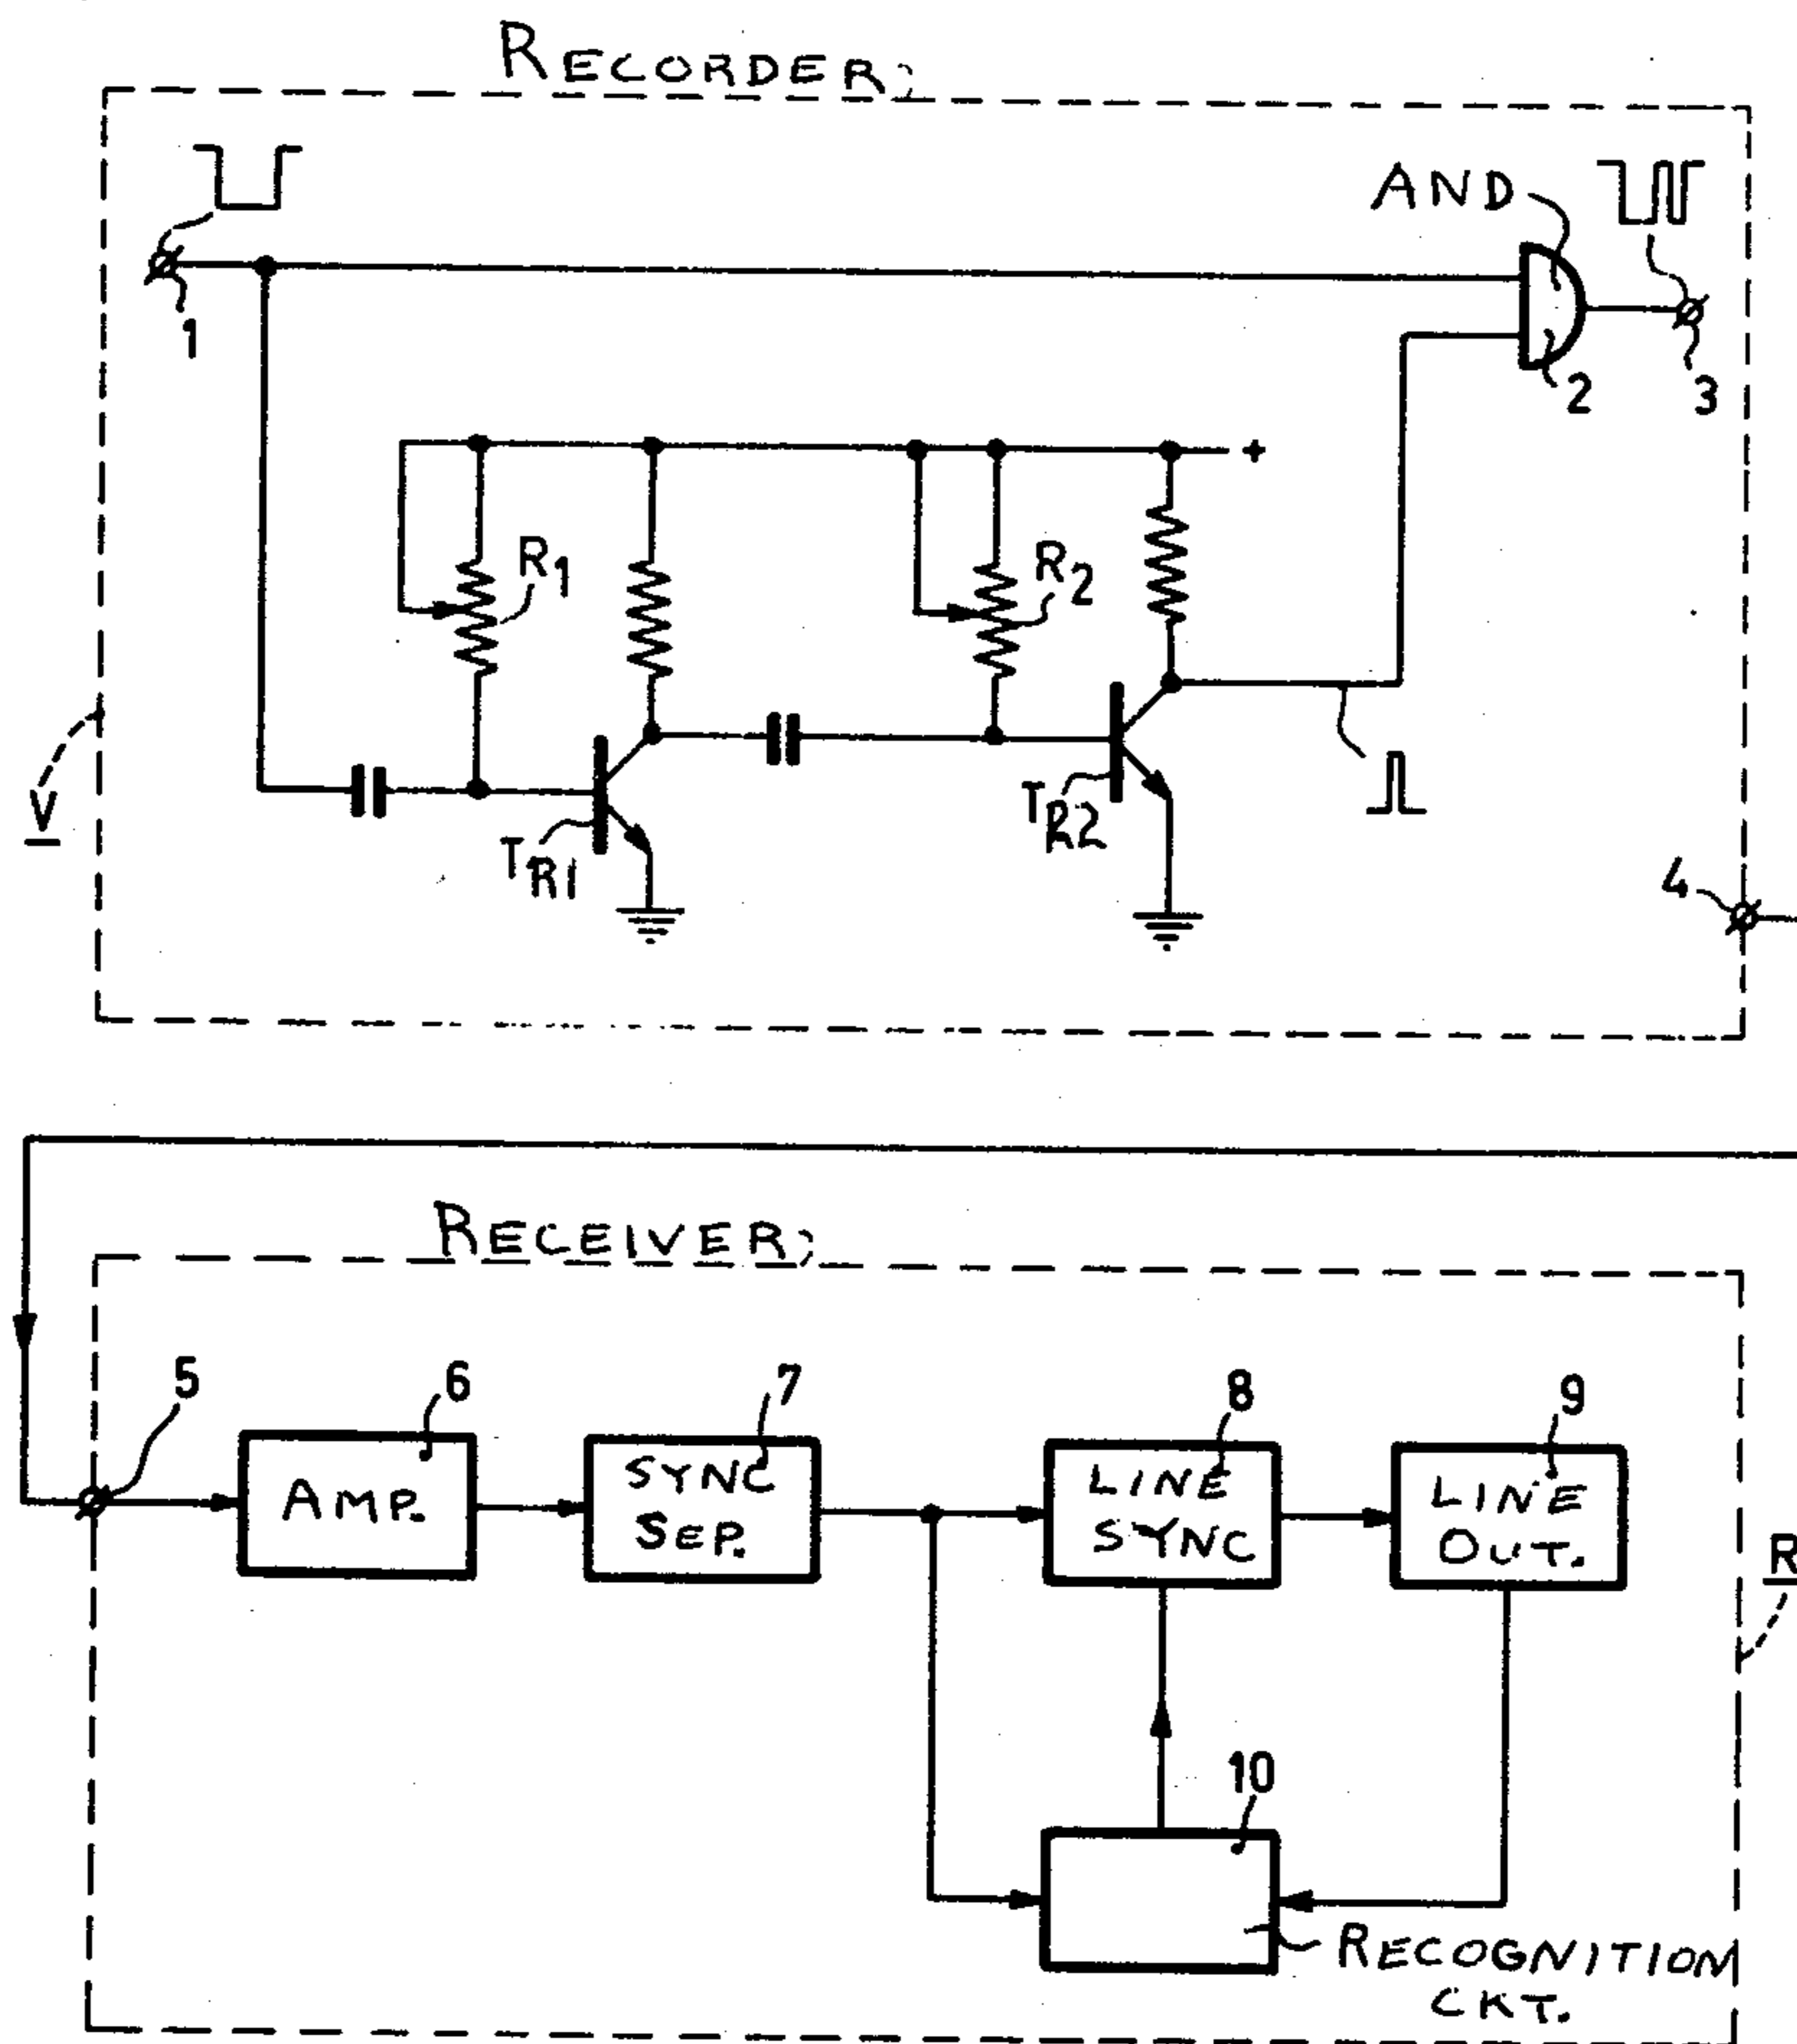 RECORDER
AND
1
2
3
+
R1
R2
V
TR1
TR2
4
RECEIVER
5
6
7
8
9
AMP.
SYNC
SEP.
LINE
SYNC
LINE
OUT.
R
10
RECOGNITION
CKT.